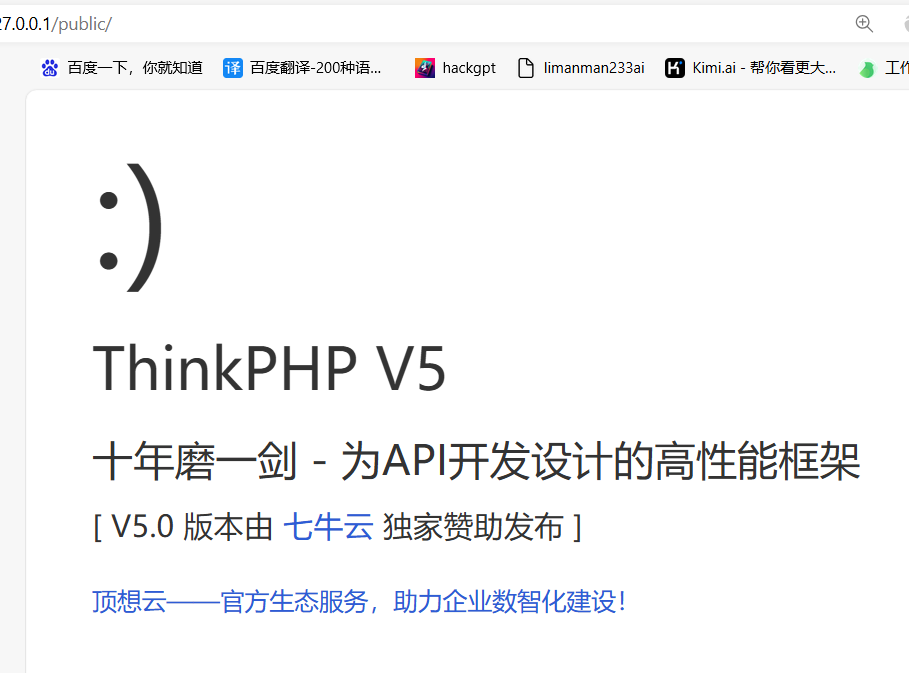 27.0.0.1/public/
百度一下，你就知道 译 百度翻译-200种语... hackgpt limanman233ai Kimi.ai - 帮你看更大... 工作
:)
ThinkPHP V5
十年磨一剑 - 为API开发设计的高性能框架
[ V5.0 版本由 七牛云 独家赞助发布 ]
顶想云——官方生态服务，助力企业数智化建设！